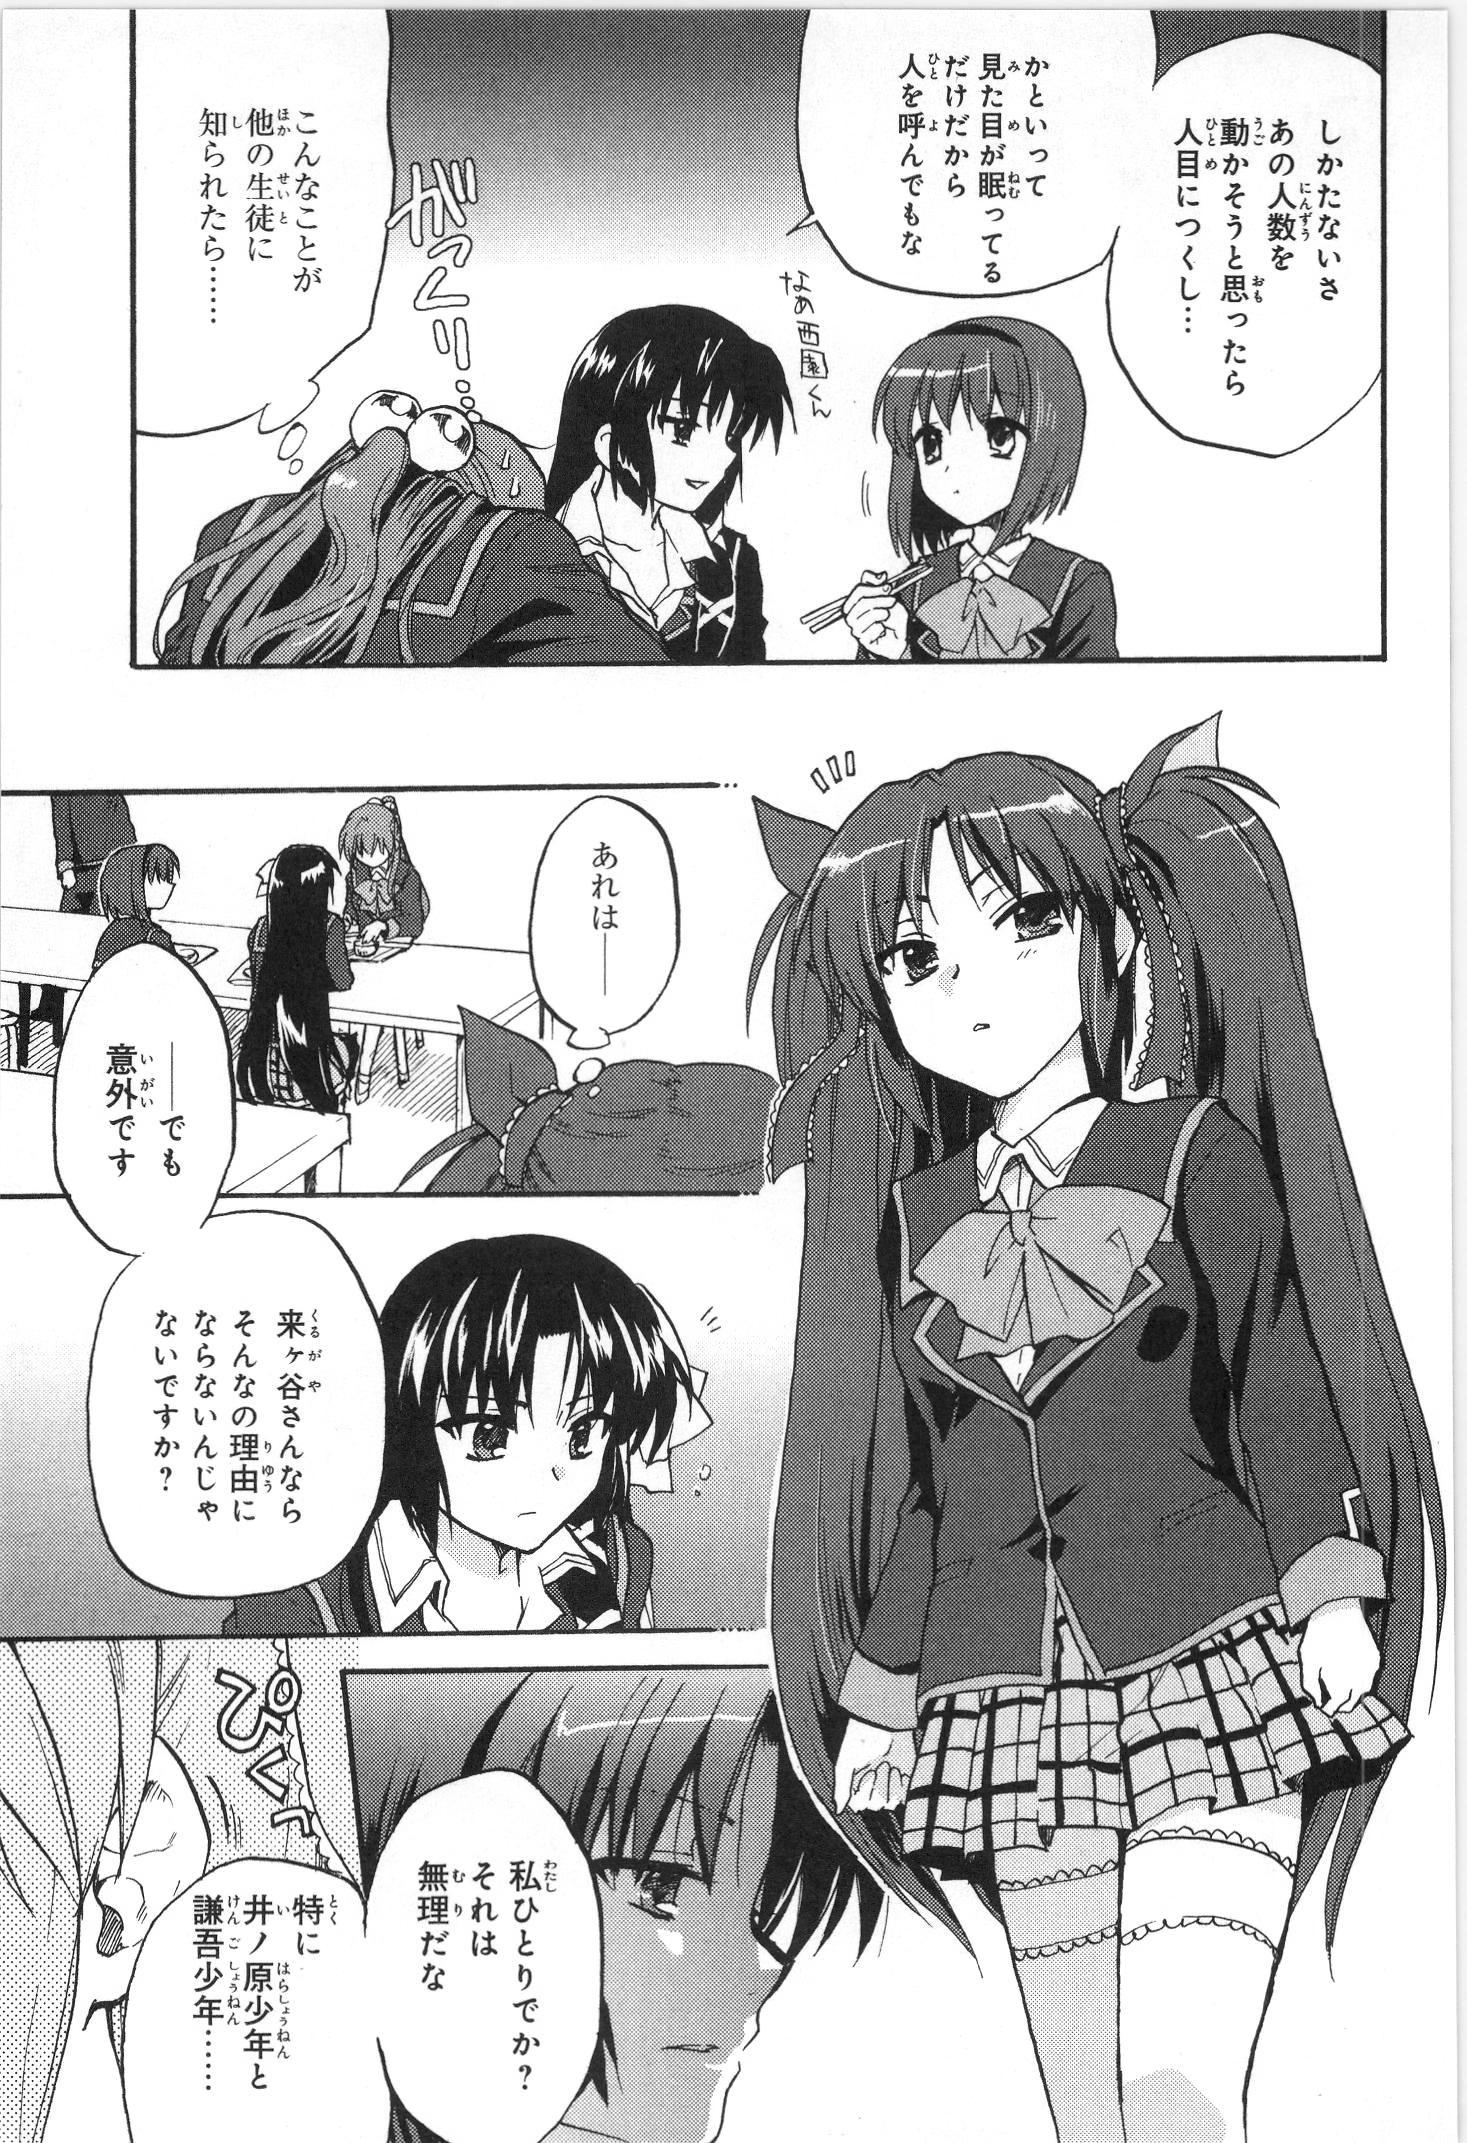 しかたないさ
あの人数を
動かそうと思ったら
人目につくし…
かといって
見た目が眠ってる
だけだから
人を呼んでもな
なあ西園くん
がっくり…
こんなことが
他の生徒に
知られたら……
あれは――
――でも
意外です
来ヶ谷さんなら
そんなの理由に
ならないんじゃ
ないですか？
私ひとりでか？
それは
無理だな
ぴくっ
特に
井ノ原少年と
謙吾少年……